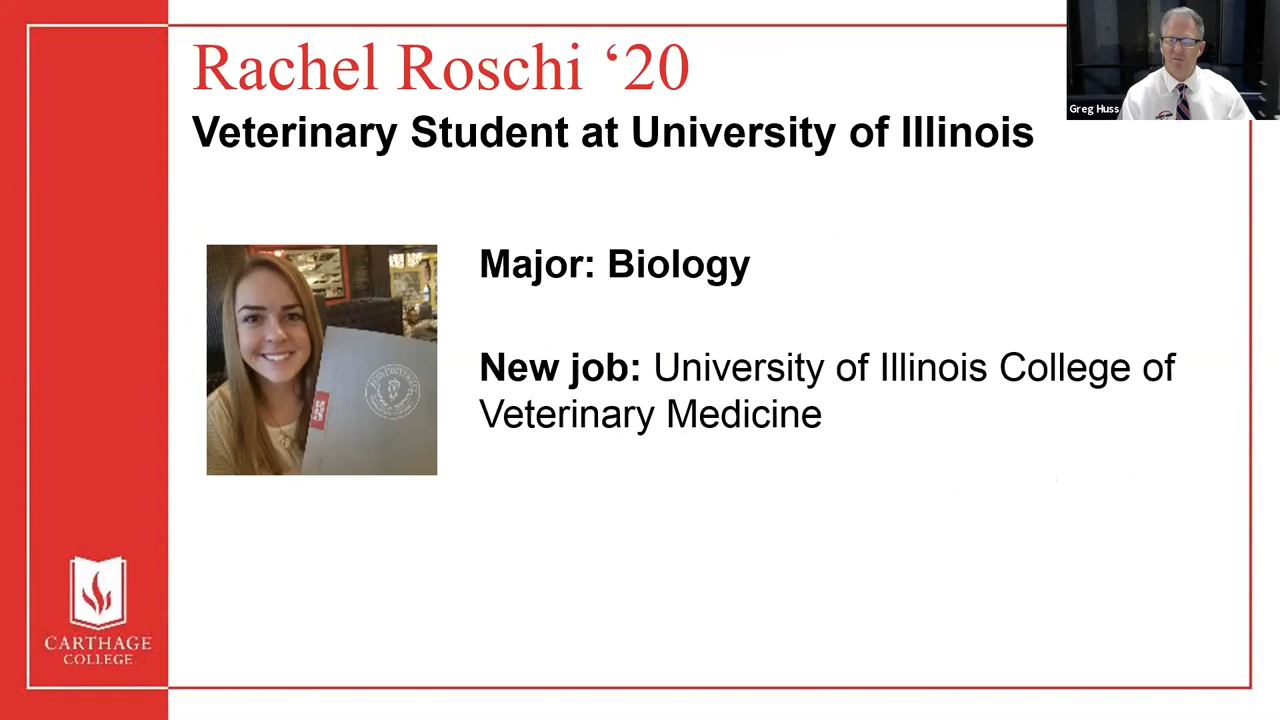 Rachel Roschi ‘20
Greg Huss
Veterinary Student at University of Illinois
Major: Biology
New job: University of Illinois College of
Veterinary Medicine
CARTHAGE
COLLEGE